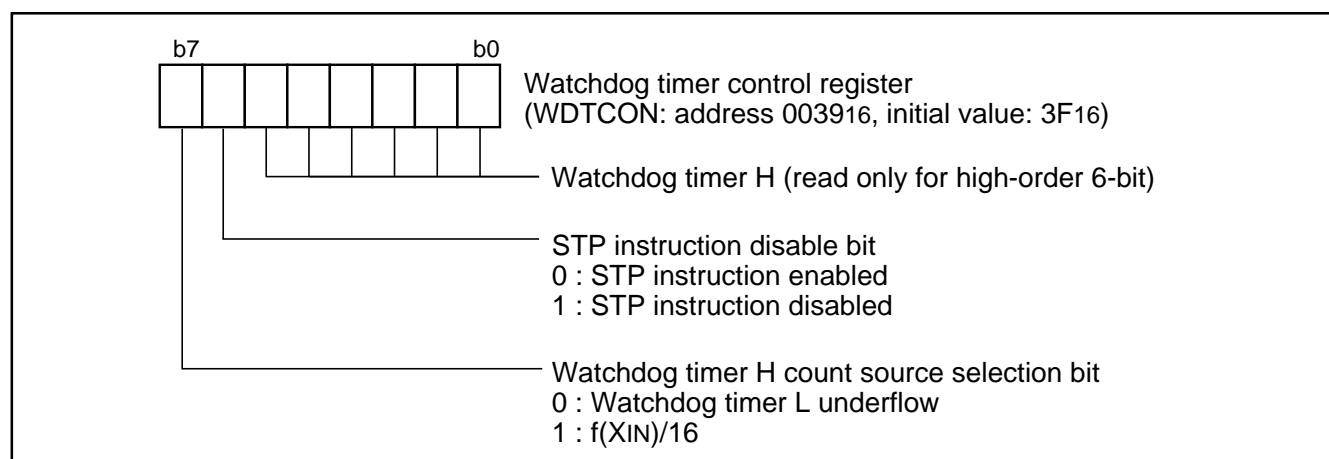 b7 b0
Watchdog timer control register
(WDTCON: address 003916, initial value: 3F16)
Watchdog timer H (read only for high-order 6-bit)
STP instruction disable bit
0 : STP instruction enabled
1 : STP instruction disabled
Watchdog timer H count source selection bit
0 : Watchdog timer L underflow
1 : f(XIN)/16